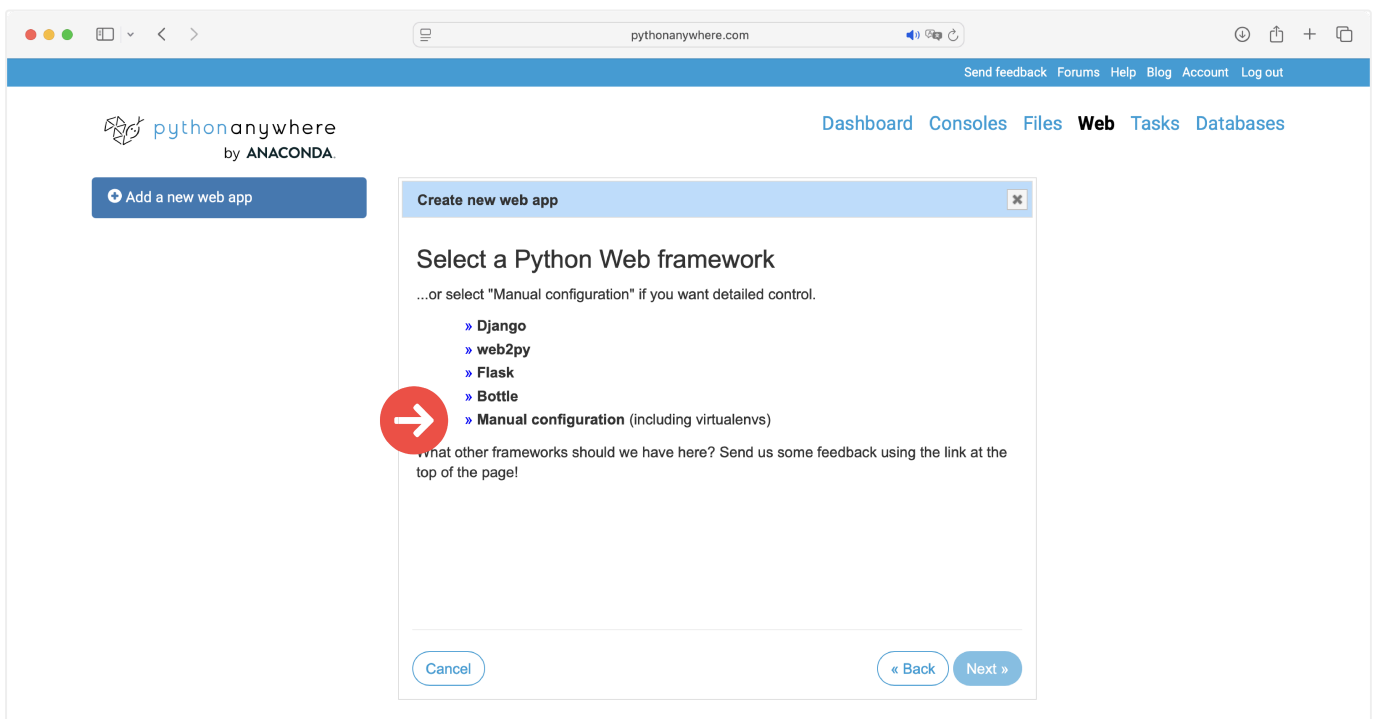 pythonanywhere.com
Send feedback Forums Help Blog Account Log out
pythonanywhere
by ANACONDA.
Dashboard Consoles Files Web Tasks Databases
Add a new web app
Create new web app
Select a Python Web framework
...or select "Manual configuration" if you want detailed control.
» Django
» web2py
» Flask
» Bottle
» Manual configuration (including virtualenvs)
What other frameworks should we have here? Send us some feedback using the link at the
top of the page!
Cancel
« Back
Next »